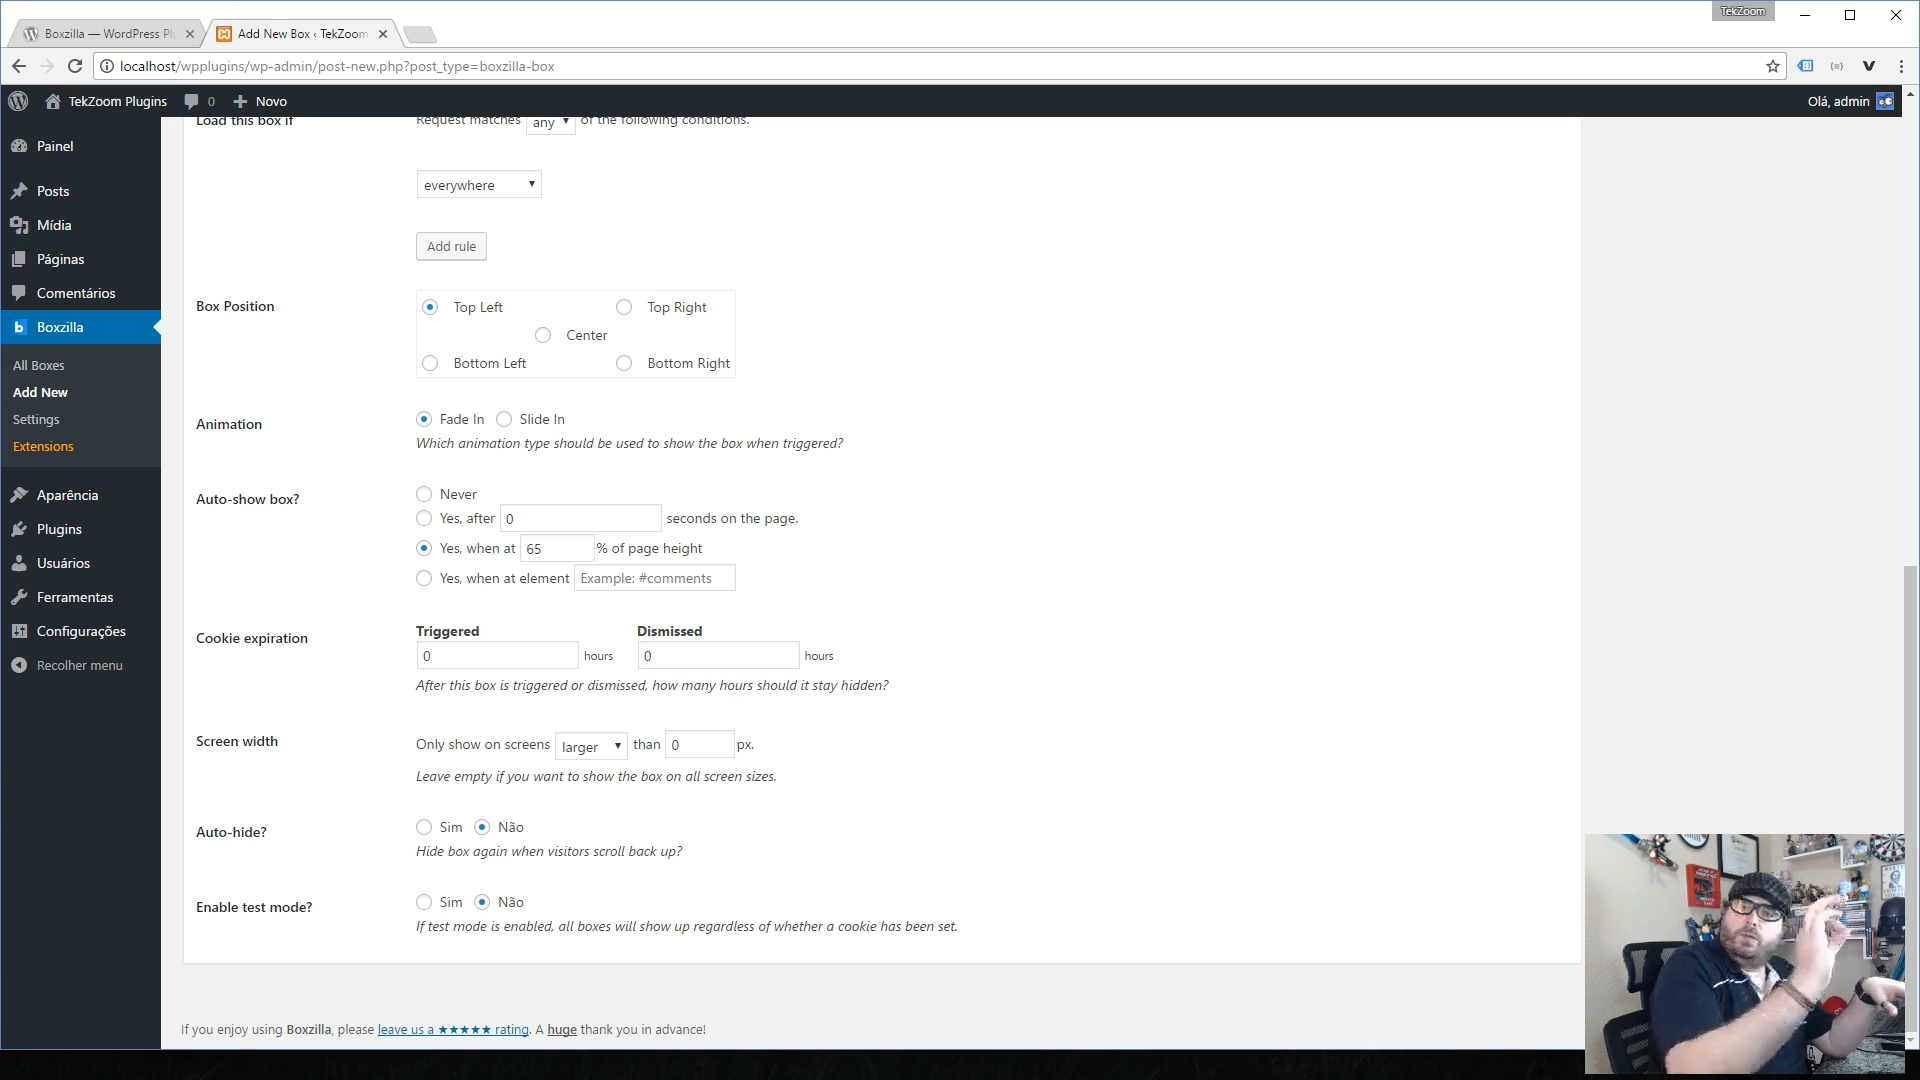 TekZoom
Boxzilla — WordPress Plu
Add New Box ‹ TekZoom
localhost/wpplugins/wp-admin/post-new.php?post_type=boxzilla-box
TekZoom Plugins 0 Novo Olá, admin
Painel
Posts
Mídia
Páginas
Comentários
Boxzilla
All Boxes
Add New
Settings
Extensions
Aparência
Plugins
Usuários
Ferramentas
Configurações
Recolher menu
Load this box if Request matches any of the following conditions.
everywhere
Add rule
Box Position Top Left Top Right
Center
Bottom Left Bottom Right
Animation Fade In Slide In
Which animation type should be used to show the box when triggered?
Auto-show box? Never
Yes, after 0 seconds on the page.
Yes, when at 65 % of page height
Yes, when at element Example: #comments
Cookie expiration Triggered Dismissed
0 hours 0 hours
After this box is triggered or dismissed, how many hours should it stay hidden?
Screen width Only show on screens larger than 0 px.
Leave empty if you want to show the box on all screen sizes.
Auto-hide? Sim Não
Hide box again when visitors scroll back up?
Enable test mode? Sim Não
If test mode is enabled, all boxes will show up regardless of whether a cookie has been set.
If you enjoy using Boxzilla, please leave us a ★★★★★ rating. A huge thank you in advance!